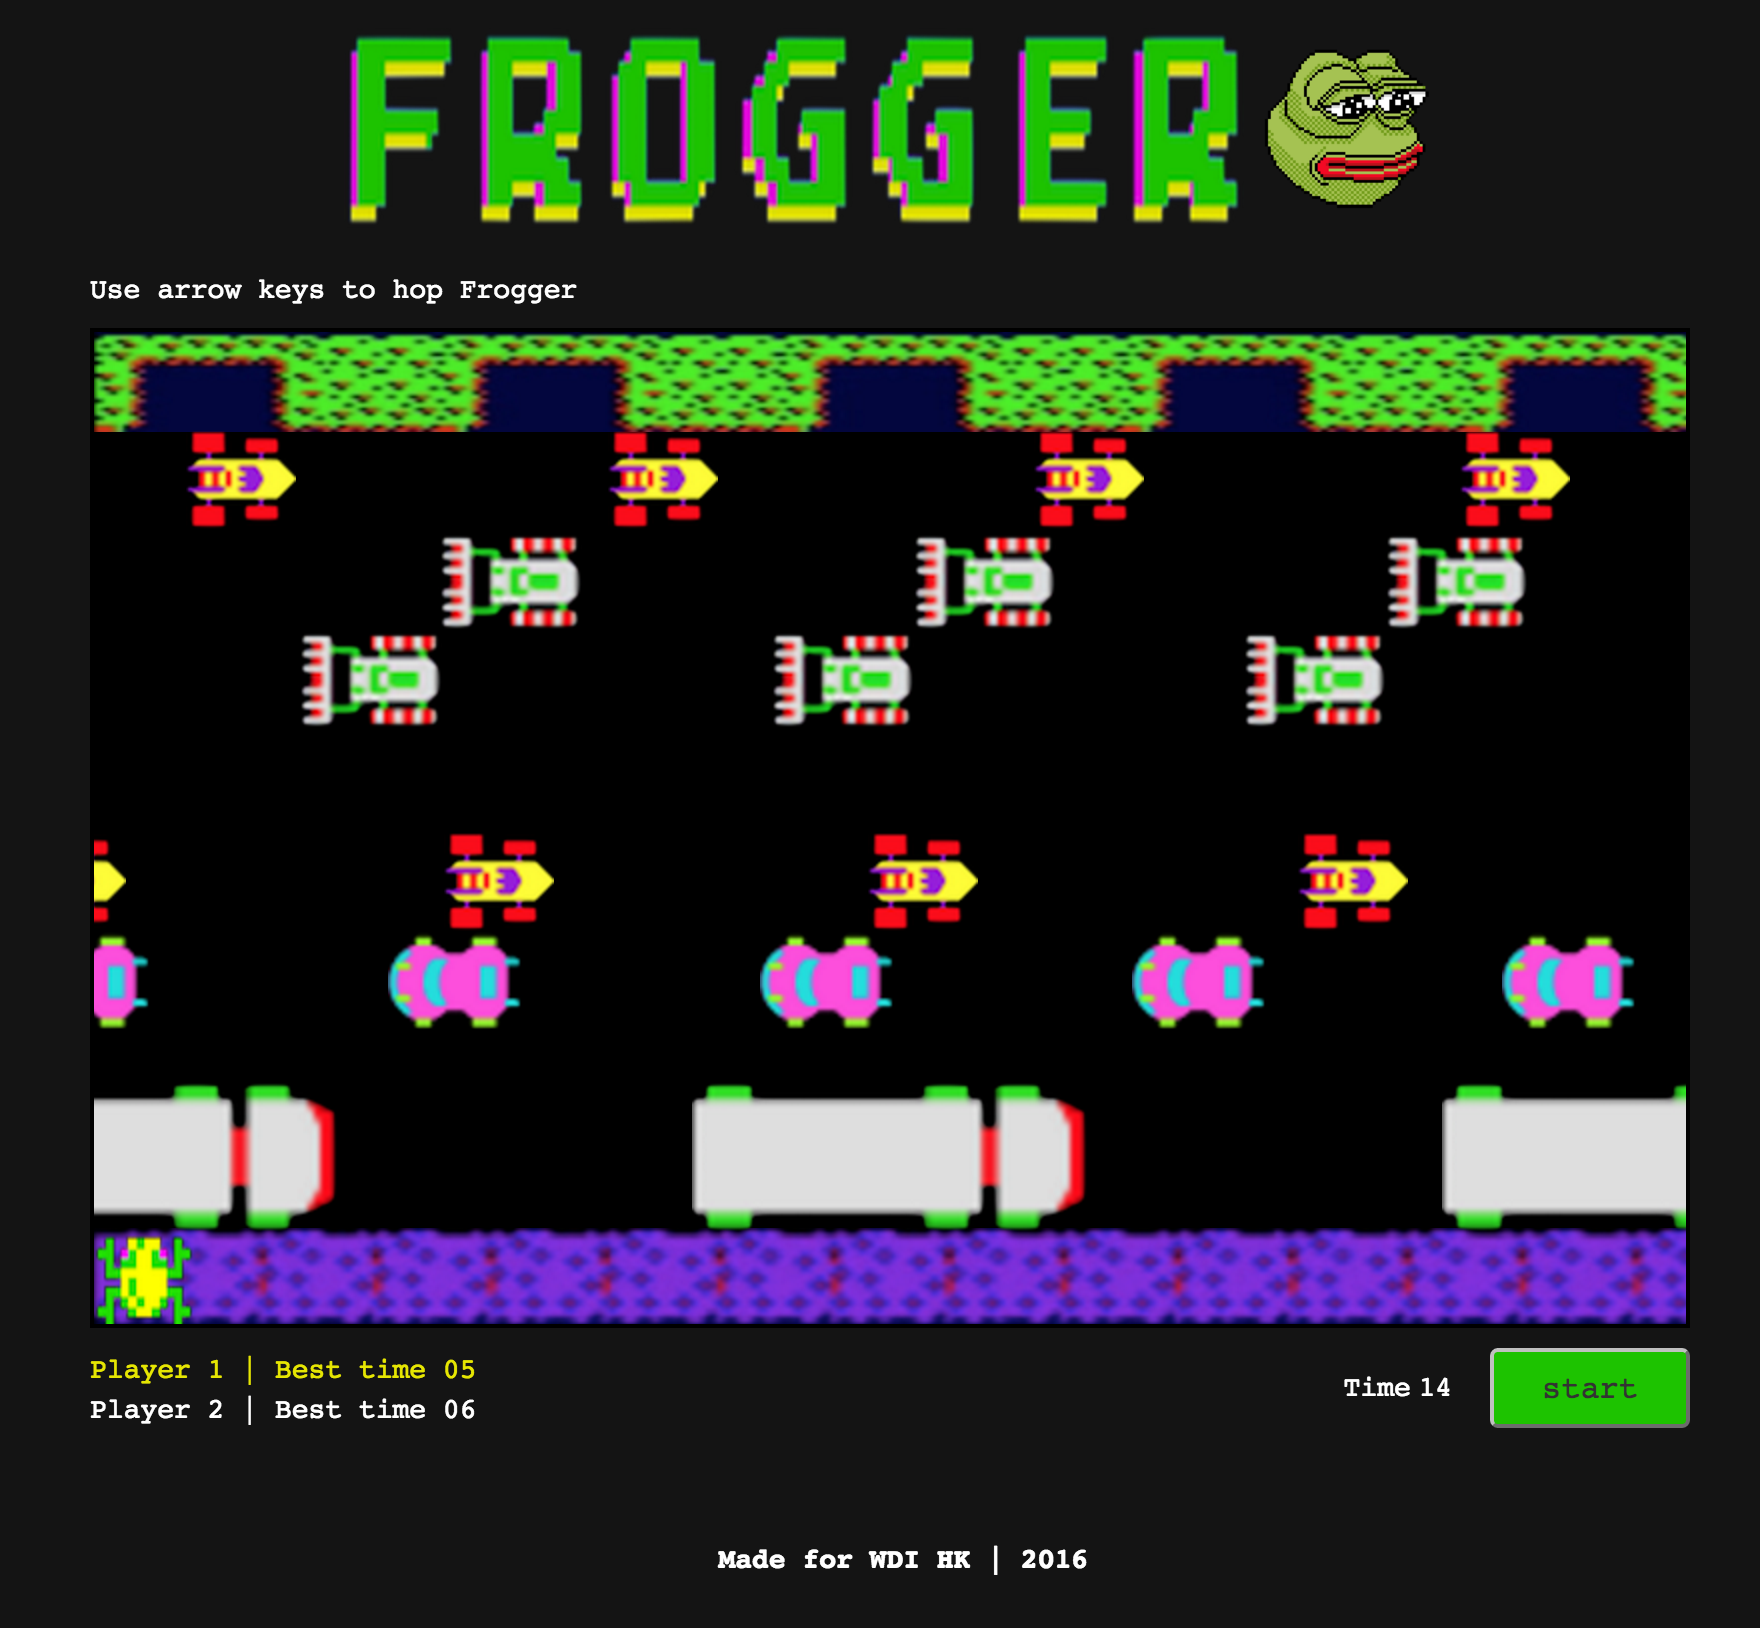 FROGGER
Use arrow keys to hop Frogger
Player 1 | Best time 05
Player 2 | Best time 06
Time 14
start
Made for WDI HK | 2016